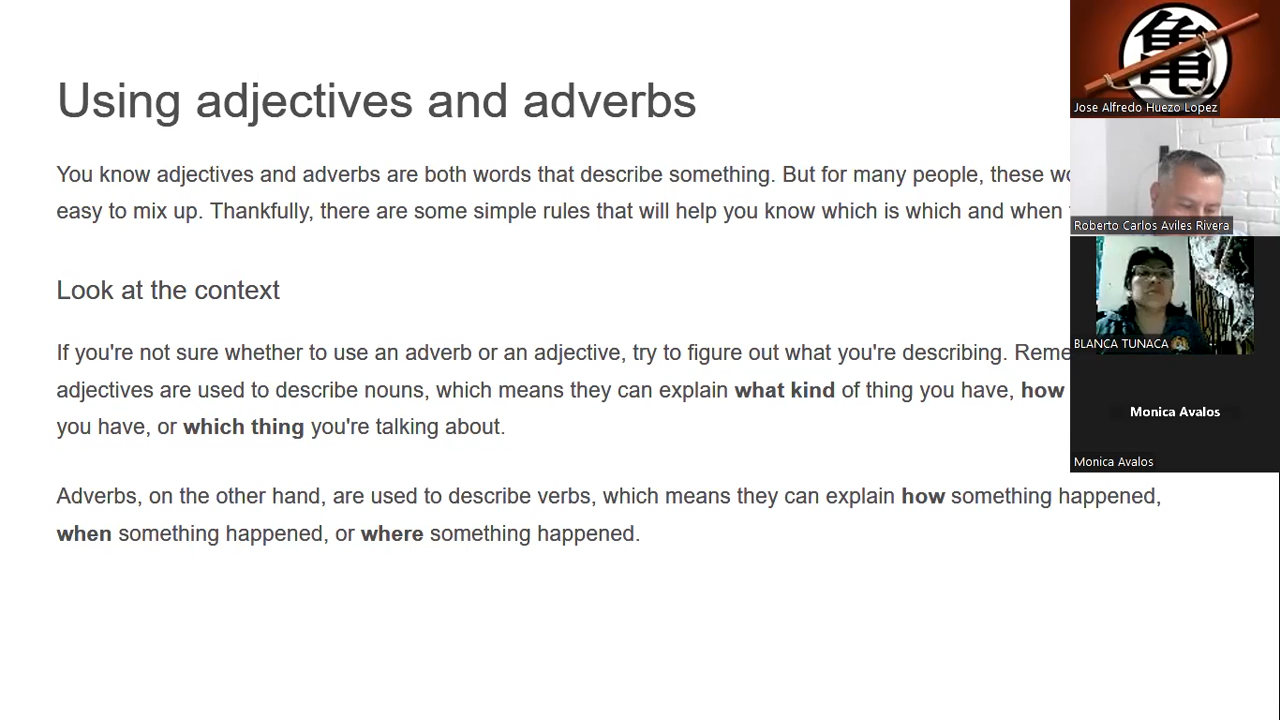 Using adjectives and adverbs
You know adjectives and adverbs are both words that describe something. But for many people, these
easy to mix up. Thankfully, there are some simple rules that will help you know which is which and when
Look at the context
If you're not sure whether to use an adverb or an adjective, try to figure out what you're describing.
adjectives are used to describe nouns, which means they can explain what kind of thing you have, how
you have, or which thing you're talking about.
Adverbs, on the other hand, are used to describe verbs, which means they can explain how something happened,
when something happened, or where something happened.
亀
Jose Alfredo Huezo Lopez
Roberto Carlos Aviles Rivera
BLANCA TUNACA
Monica Avalos
Monica Avalos